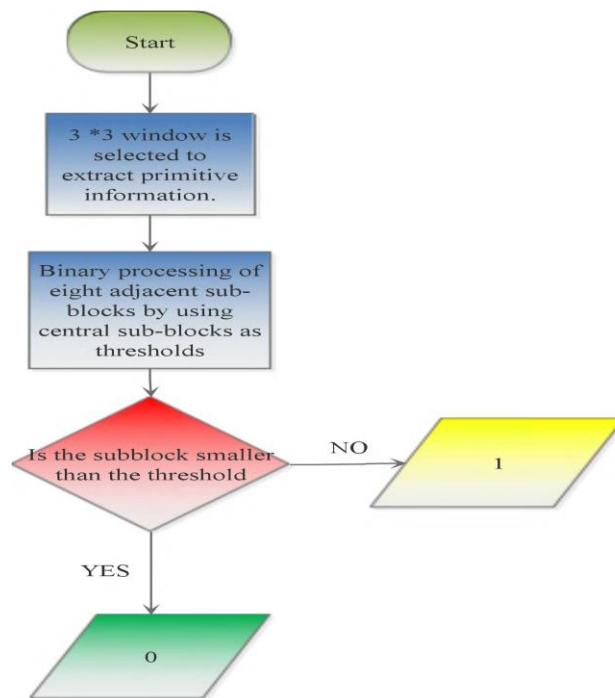 Start
3 *3 window is
selected to
extract primitive
information.
Binary processing of
eight adjacent sub-
blocks by using
central sub-blocks as
thresholds
Is the subblock smaller
than the threshold
NO
1
YES
0